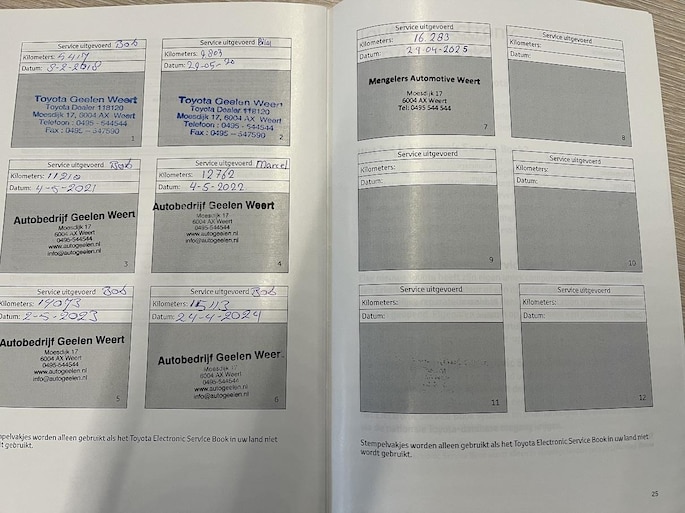 Service uitgevoerd Bob
Kilometers: 5417
Datum: 8-2-2018
Toyota Geelen Weert
Toyota Dealer 118120
Moesdijk 17, 6004 AX Weert
Telefoon : 0495 - 544544
Fax : 0495 - 547590
1
Service uitgevoerd
Kilometers: 9803
Datum: 29-05-20
Toyota Geelen Weert
Toyota Dealer 118120
Moesdijk 17, 6004 AX Weert
Telefoon : 0495 - 544544
Fax : 0495 - 547590
2
Service uitgevoerd Bob
Kilometers: 11210
Datum: 4-5-2021
Autobedrijf Geelen Weert
Moesdijk 17
6004 AX Weert
0495-544544
www.autogeelen.nl
info@autogeelen.nl
3
Service uitgevoerd Marcel
Kilometers: 12762
Datum: 4-5-2022
Autobedrijf Geelen Weert
Moesdijk 17
6004 AX Weert
0495-544544
www.autogeelen.nl
info@autogeelen.nl
4
Service uitgevoerd Bob
Kilometers: 14073
Datum: 2-5-2023
Autobedrijf Geelen Weert
Moesdijk 17
6004 AX Weert
0495-544544
www.autogeelen.nl
info@autogeelen.nl
5
Service uitgevoerd Bob
Kilometers: 15113
Datum: 24-4-2024
Autobedrijf Geelen Weer
Moesdijk 17
6004 AX Weert
0495-544544
www.autogeelen.nl
info@autogeelen.nl
6
mpelvakjes worden alleen gebruikt als het Toyota Electronic Service Book in uw land niet
rdt gebruikt.
Service uitgevoerd
Kilometers: 16.283
Datum: 29-04-2025
Mengelers Automotive Weert
Moesdijk 17
6004 AX Weert
Tel: 0495 544 544
7
Service uitgevoerd
Kilometers:
Datum:
8
Service uitgevoerd
Kilometers:
Datum:
9
Service uitgevoerd
Kilometers:
Datum:
10
Service uitgevoerd
Kilometers:
Datum:
11
Service uitgevoerd
Kilometers:
Datum:
12
Stempelvakjes worden alleen gebruikt als het Toyota Electronic Service Book in uw land niet
wordt gebruikt.
25